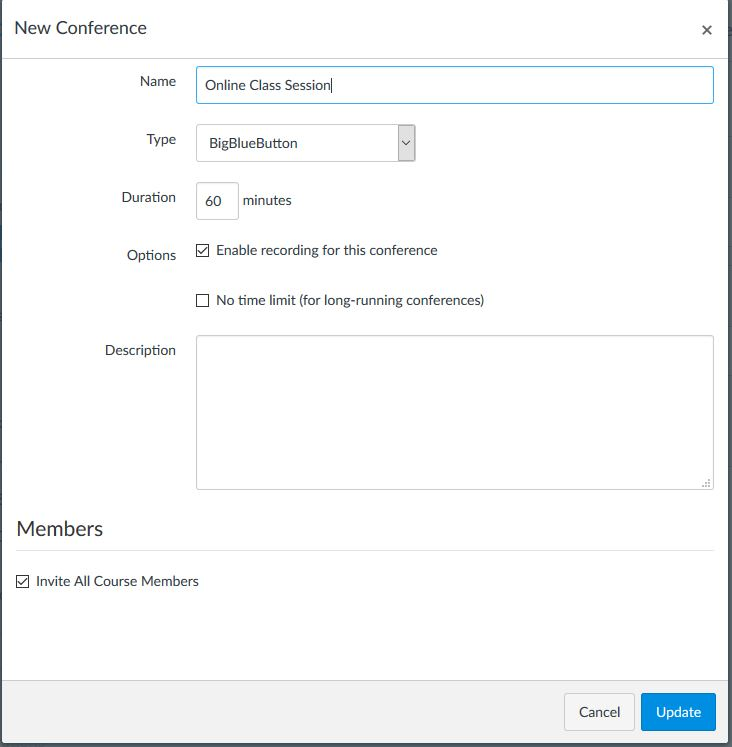 New Conference ×
Name Online Class Session
Type BigBlueButton
Duration 60 minutes
Options Enable recording for this conference
No time limit (for long-running conferences)
Description
Members
Invite All Course Members
Cancel Update